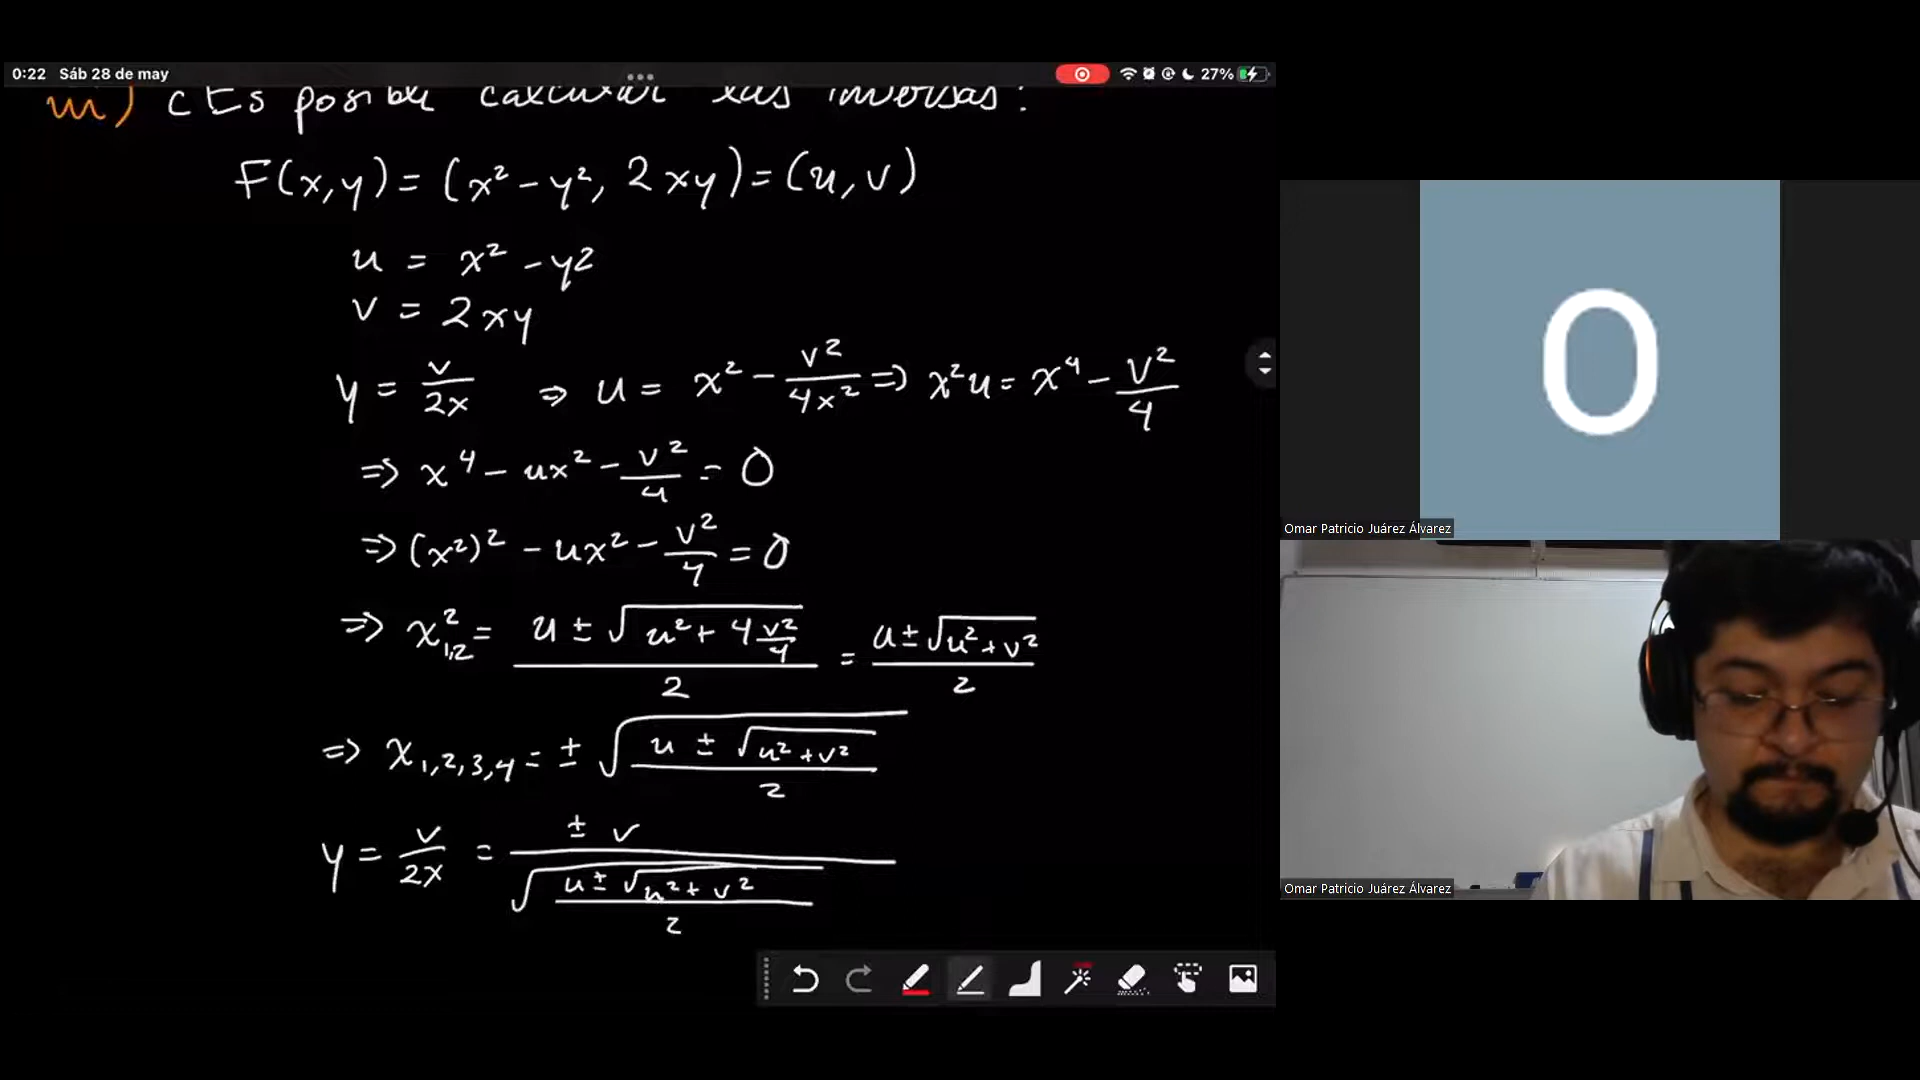 0:22 Sáb 28 de may 27%
iii) ¿Es posible calcular las inversas?
F(x,y) = (x² - y², 2xy) = (u,v)
u = x² - y²
v = 2xy
y = v/2x ⇒ u = x² - v²/4x² ⇒ x²u = x⁴ - v²/4
⇒ x⁴ - ux² - v²/4 = 0
⇒ (x²)² - ux² - v²/4 = 0
⇒ x²₁,₂ = (u ± √(u² + 4 v²/4))/2 = (u ± √(u² + v²))/2
⇒ x₁,₂,₃,₄ = ± √((u ± √(u² + v²))/2)
y = v/2x = ± v/√((u ± √(u² + v²))/2)
O
Omar Patricio Juárez Álvarez
Omar Patricio Juárez Álvarez